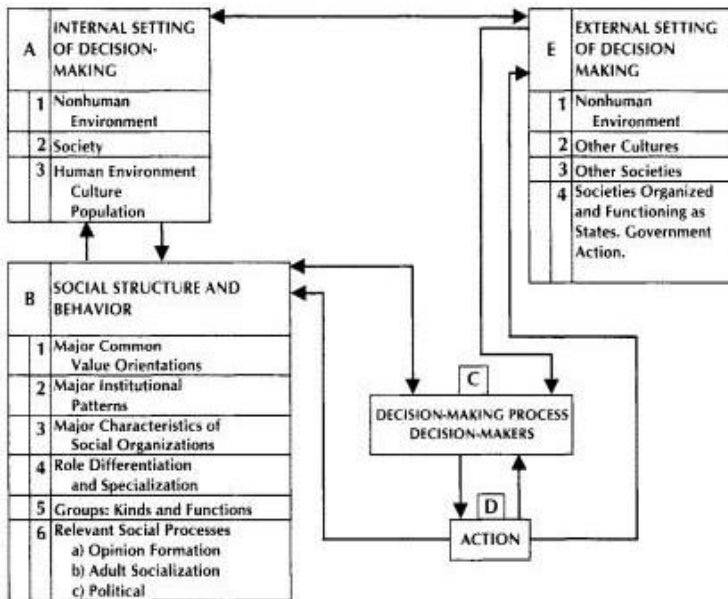 A
INTERNAL SETTING
OF DECISION-
MAKING
1 Nonhuman
Environment
2 Society
3 Human Environment
Culture
Population
E
EXTERNAL SETTING
OF DECISION
MAKING
1 Nonhuman
Environment
2 Other Cultures
3 Other Societies
4 Societies Organized
and Functioning as
States. Government
Action.
B
SOCIAL STRUCTURE AND
BEHAVIOR
1 Major Common
Value Orientations
2 Major Institutional
Patterns
3 Major Characteristics of
Social Organizations
4 Role Differentiation
and Specialization
5 Groups: Kinds and Functions
6 Relevant Social Processes
a) Opinion Formation
b) Adult Socialization
c) Political
C
DECISION-MAKING PROCESS
DECISION-MAKERS
D
ACTION